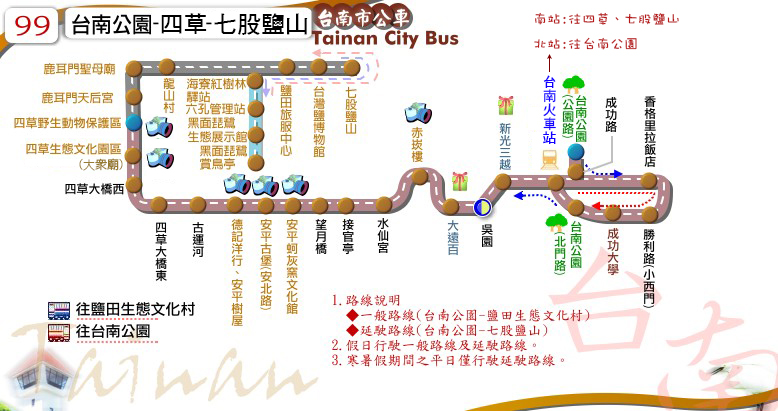 99 台南公園-四草-七股鹽山
台南市公車
Tainan City Bus
南站:往四草、七股鹽山
北站:往台南公園
鹿耳門聖母廟
鹿耳門天后宮
四草野生動物保護區
四草生態文化園區
(大衆廟)
四草大橋西
龍山村
海寮紅樹林
驛站
六孔管理站
黑面琵鷺
生態展示館
黑面琵鷺
賞鳥亭
鹽田旅服中心
台灣鹽博物館
七股鹽山
四草大橋東
古運河
德記洋行、安平樹屋
安平古堡(安北路)
安平蚵灰窯文化館
望月橋
接官亭
水仙宮
赤崁樓
大遠百
吳園
新光三越
台南火車站
台南公園
(公園路)
成功路
香格里拉飯店
台南公園
(北門路)
成功大學
勝利路(小西門)
往鹽田生態文化村
往台南公園
1.路線說明
◆一般路線(台南公園-鹽田生態文化村)
◆延駛路線(台南公園-七股鹽山)
2.假日行駛一般路線及延駛路線。
3.寒暑假期間之平日僅行駛延駛路線。
Tainan
台南